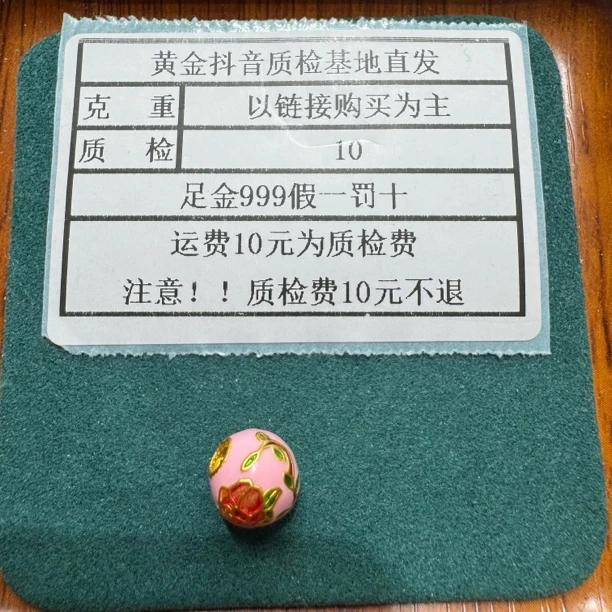 黄金抖音质检基地直发
克 重 以链接购买为主
质 检 10
足金999假一罚十
运费10元为质检费
注意！！质检费10元不退